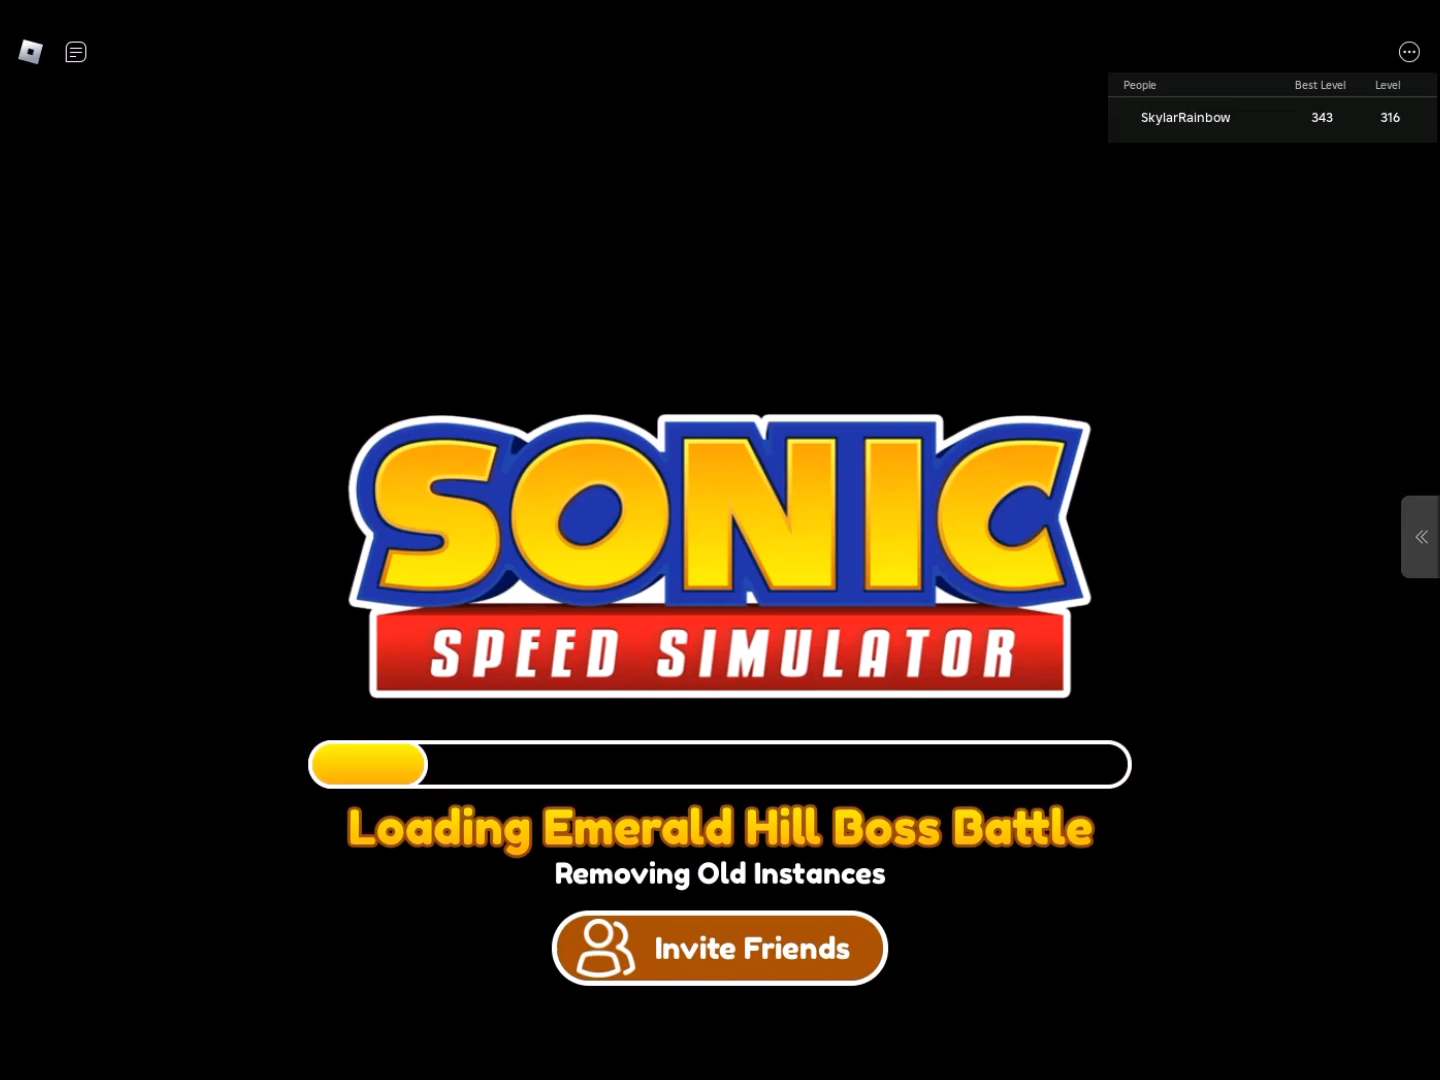 People Best Level Level
SkylarRainbow 343 316
SONIC
SPEED SIMULATOR
Loading Emerald Hill Boss Battle
Removing Old Instances
Invite Friends